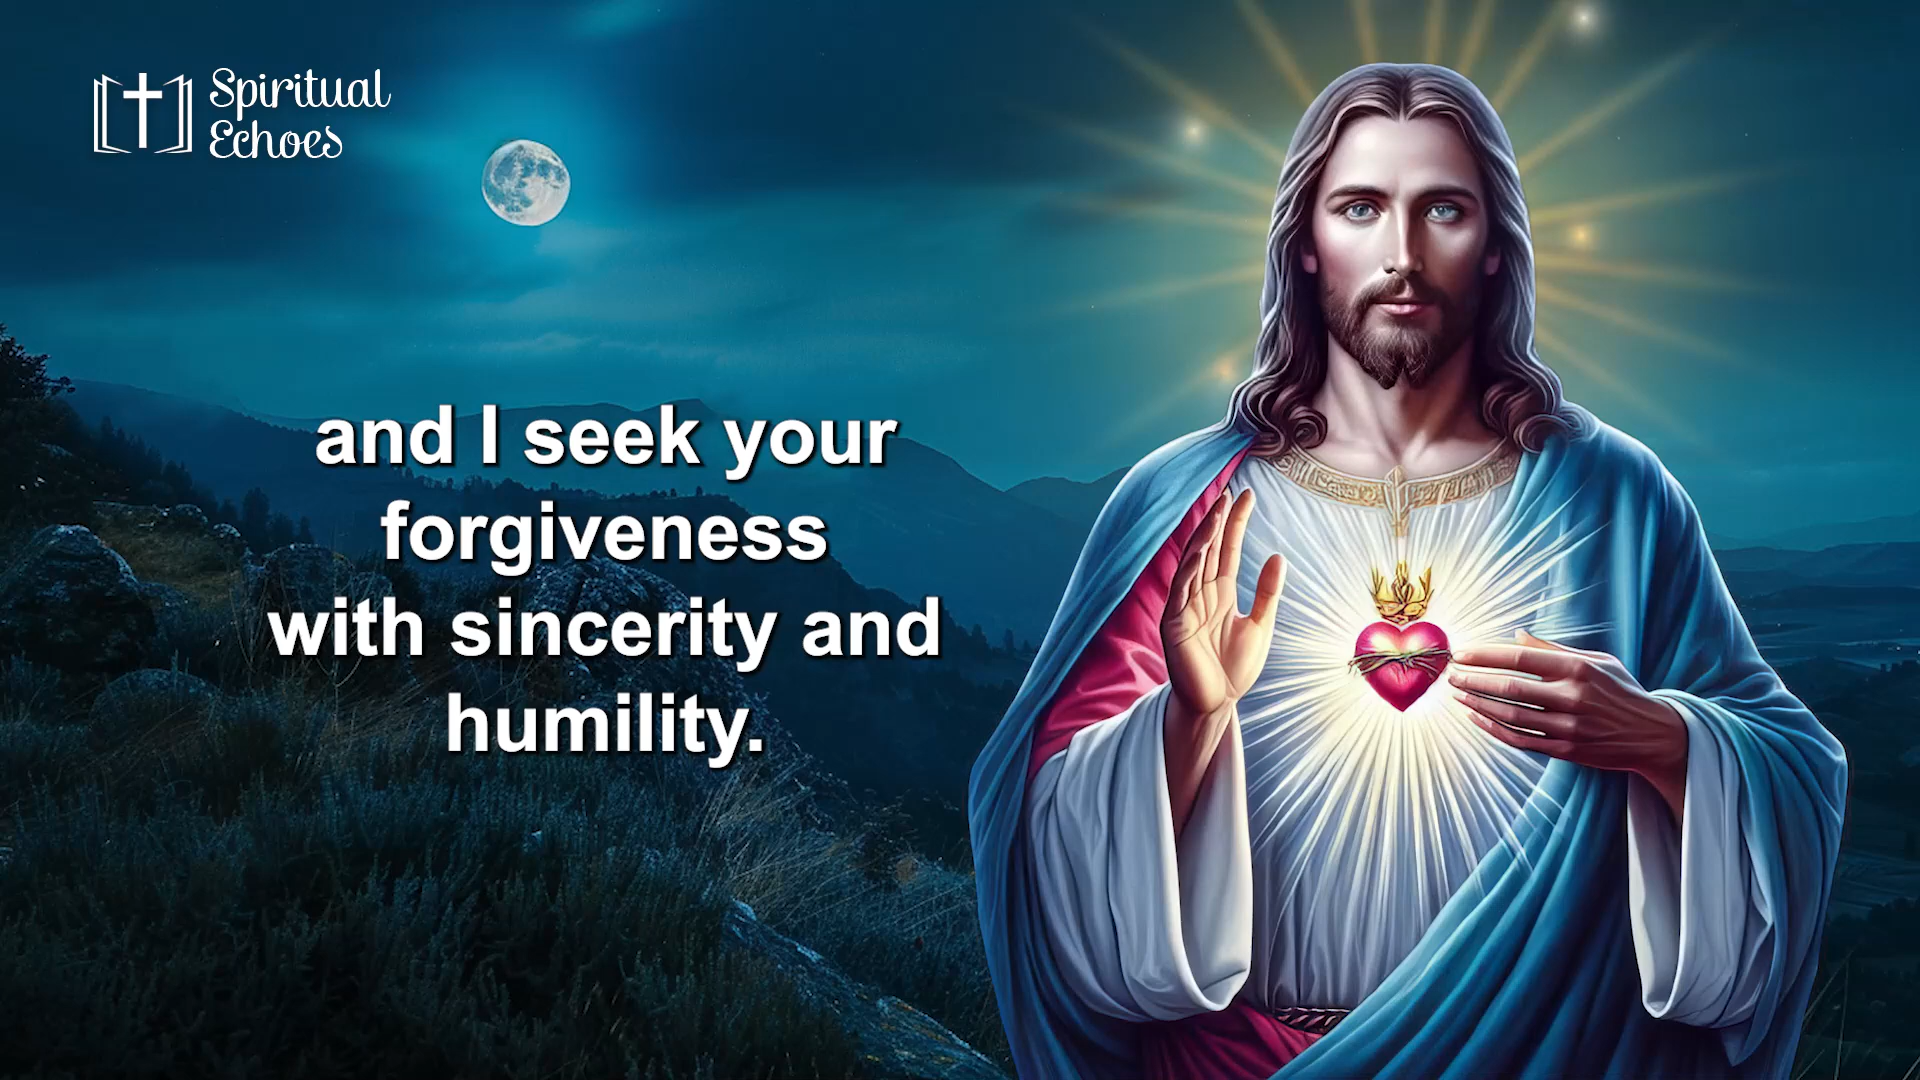 Spiritual
Echoes
and I seek your
forgiveness
with sincerity and
humility.